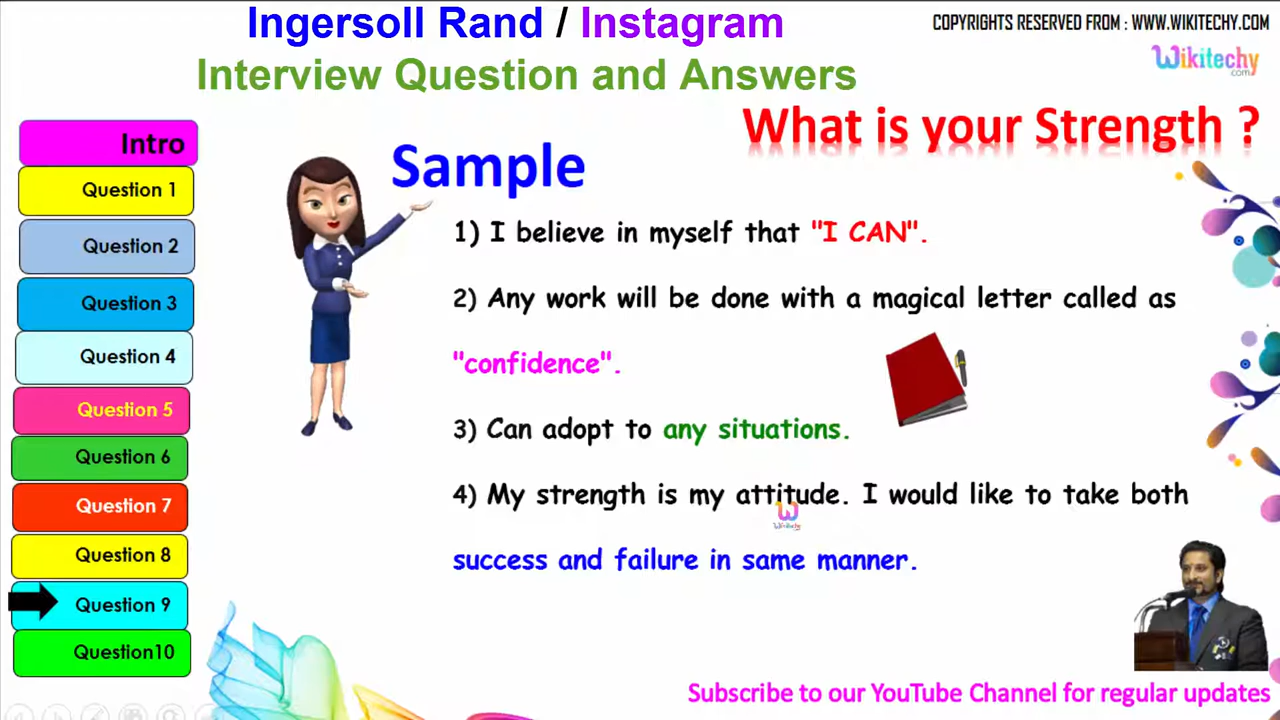 Ingersoll Rand / Instagram
COPYRIGHTS RESERVED FROM : WWW.WIKITECHY.COM
Interview Question and Answers
Wikitechy
.com
What is your Strength ?
Intro
Question 1
Question 2
Question 3
Question 4
Question 5
Question 6
Question 7
Question 8
Question 9
Question10
Sample
1) I believe in myself that "I CAN".
2) Any work will be done with a magical letter called as
"confidence".
3) Can adopt to any situations.
4) My strength is my attitude. I would like to take both
W
Wikitechy
success and failure in same manner.
Subscribe to our YouTube Channel for regular updates